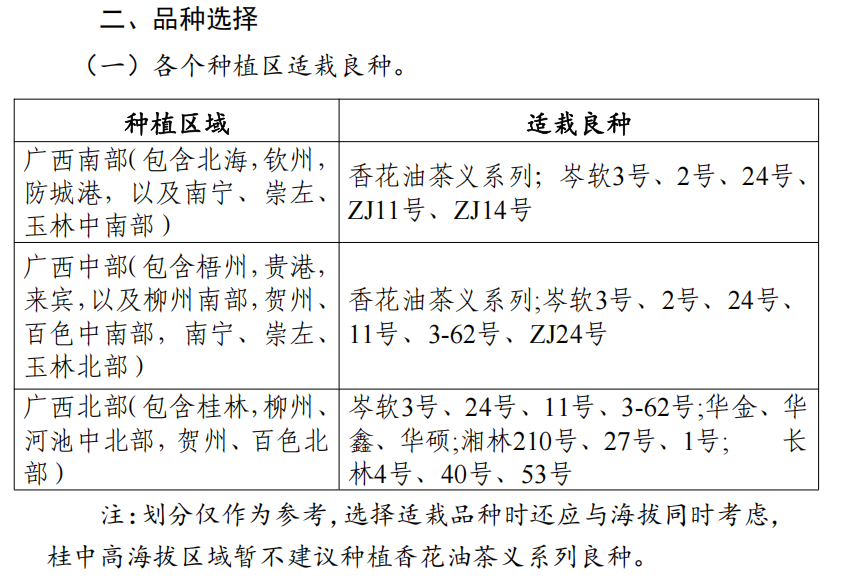 二、品种选择
（一）各个种植区适栽良种。
种植区域
适栽良种
广西南部（包含北海，钦州，
防城港，以及南宁、崇左、
玉林中南部）
香花油茶义系列；岑软3号、2号、24号、
ZJ11号、ZJ14号
广西中部（包含梧州，贵港，
来宾，以及柳州南部，贺州、
百色中南部，南宁、崇左、
玉林北部）
香花油茶义系列;岑软3号、2号、24号、
11号、3-62号、ZJ24号
广西北部（包含桂林，柳州、
河池中北部，贺州、百色北
部）
岑软3号、24号、11号、3-62号;华金、华
鑫、华硕;湘林210号、27号、1号; 长
林4号、40号、53号
注：划分仅作为参考，选择适栽品种时还应与海拔同时考虑，
桂中高海拔区域暂不建议种植香花油茶义系列良种。